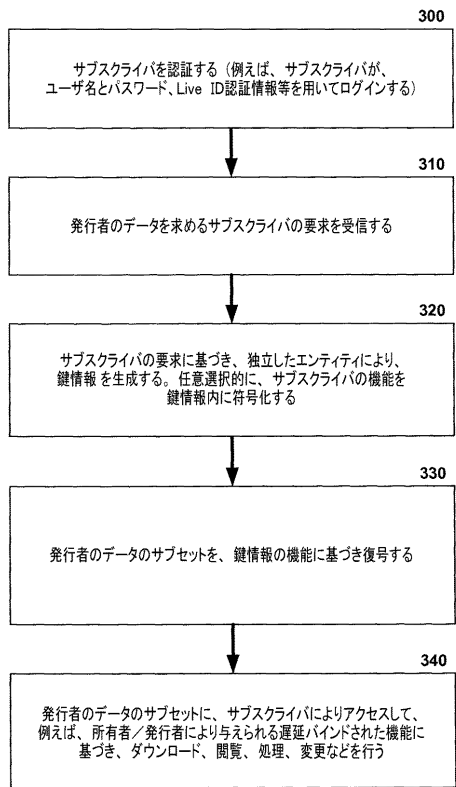 300
サブスクライバを認証する（例えば、サブスクライバが、
ユーザ名とパスワード、Live ID認証情報等を用いてログインする）
310
発行者のデータを求めるサブスクライバの要求を受信する
320
サブスクライバの要求に基づき、独立したエンティティにより、
鍵情報を生成する。任意選択的に、サブスクライバの機能を
鍵情報内に符号化する
330
発行者のデータのサブセットを、鍵情報の機能に基づき復号する
340
発行者のデータのサブセットに、サブスクライバによりアクセスして、
例えば、所有者／発行者により与えられる遅延バインドされた機能に
基づき、ダウンロード、閲覧、処理、変更などを行う